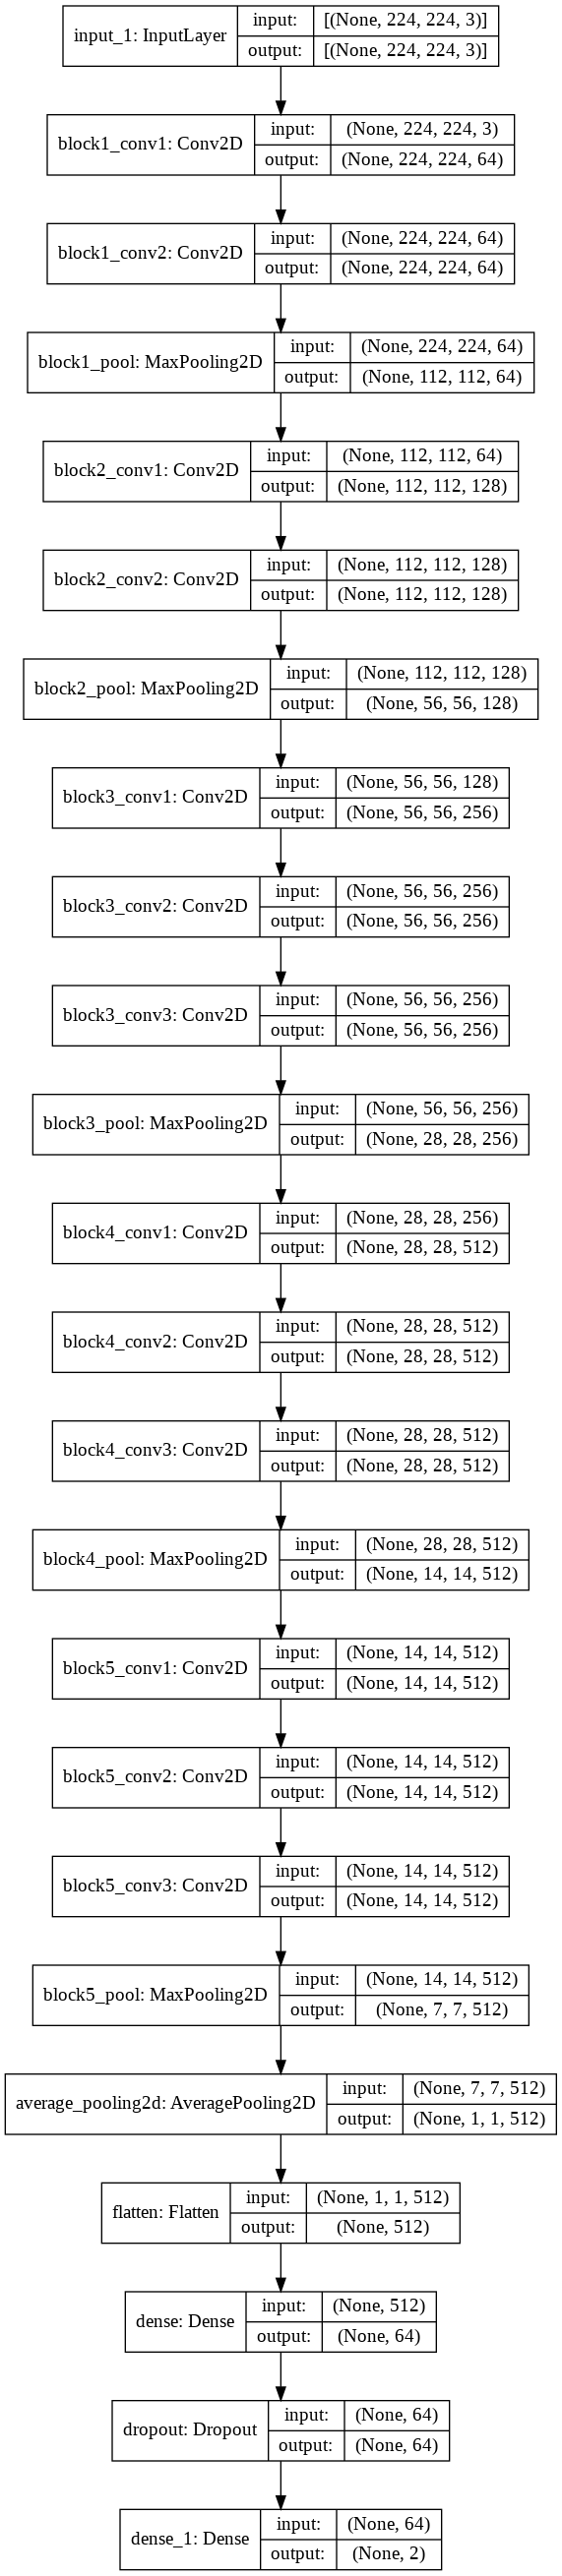 input_1: InputLayer
input: [(None, 224, 224, 3)]
output: [(None, 224, 224, 3)]
block1_conv1: Conv2D
input: (None, 224, 224, 3)
output: (None, 224, 224, 64)
block1_conv2: Conv2D
input: (None, 224, 224, 64)
output: (None, 224, 224, 64)
block1_pool: MaxPooling2D
input: (None, 224, 224, 64)
output: (None, 112, 112, 64)
block2_conv1: Conv2D
input: (None, 112, 112, 64)
output: (None, 112, 112, 128)
block2_conv2: Conv2D
input: (None, 112, 112, 128)
output: (None, 112, 112, 128)
block2_pool: MaxPooling2D
input: (None, 112, 112, 128)
output: (None, 56, 56, 128)
block3_conv1: Conv2D
input: (None, 56, 56, 128)
output: (None, 56, 56, 256)
block3_conv2: Conv2D
input: (None, 56, 56, 256)
output: (None, 56, 56, 256)
block3_conv3: Conv2D
input: (None, 56, 56, 256)
output: (None, 56, 56, 256)
block3_pool: MaxPooling2D
input: (None, 56, 56, 256)
output: (None, 28, 28, 256)
block4_conv1: Conv2D
input: (None, 28, 28, 256)
output: (None, 28, 28, 512)
block4_conv2: Conv2D
input: (None, 28, 28, 512)
output: (None, 28, 28, 512)
block4_conv3: Conv2D
input: (None, 28, 28, 512)
output: (None, 28, 28, 512)
block4_pool: MaxPooling2D
input: (None, 28, 28, 512)
output: (None, 14, 14, 512)
block5_conv1: Conv2D
input: (None, 14, 14, 512)
output: (None, 14, 14, 512)
block5_conv2: Conv2D
input: (None, 14, 14, 512)
output: (None, 14, 14, 512)
block5_conv3: Conv2D
input: (None, 14, 14, 512)
output: (None, 14, 14, 512)
block5_pool: MaxPooling2D
input: (None, 14, 14, 512)
output: (None, 7, 7, 512)
average_pooling2d: AveragePooling2D
input: (None, 7, 7, 512)
output: (None, 1, 1, 512)
flatten: Flatten
input: (None, 1, 1, 512)
output: (None, 512)
dense: Dense
input: (None, 512)
output: (None, 64)
dropout: Dropout
input: (None, 64)
output: (None, 64)
dense_1: Dense
input: (None, 64)
output: (None, 2)